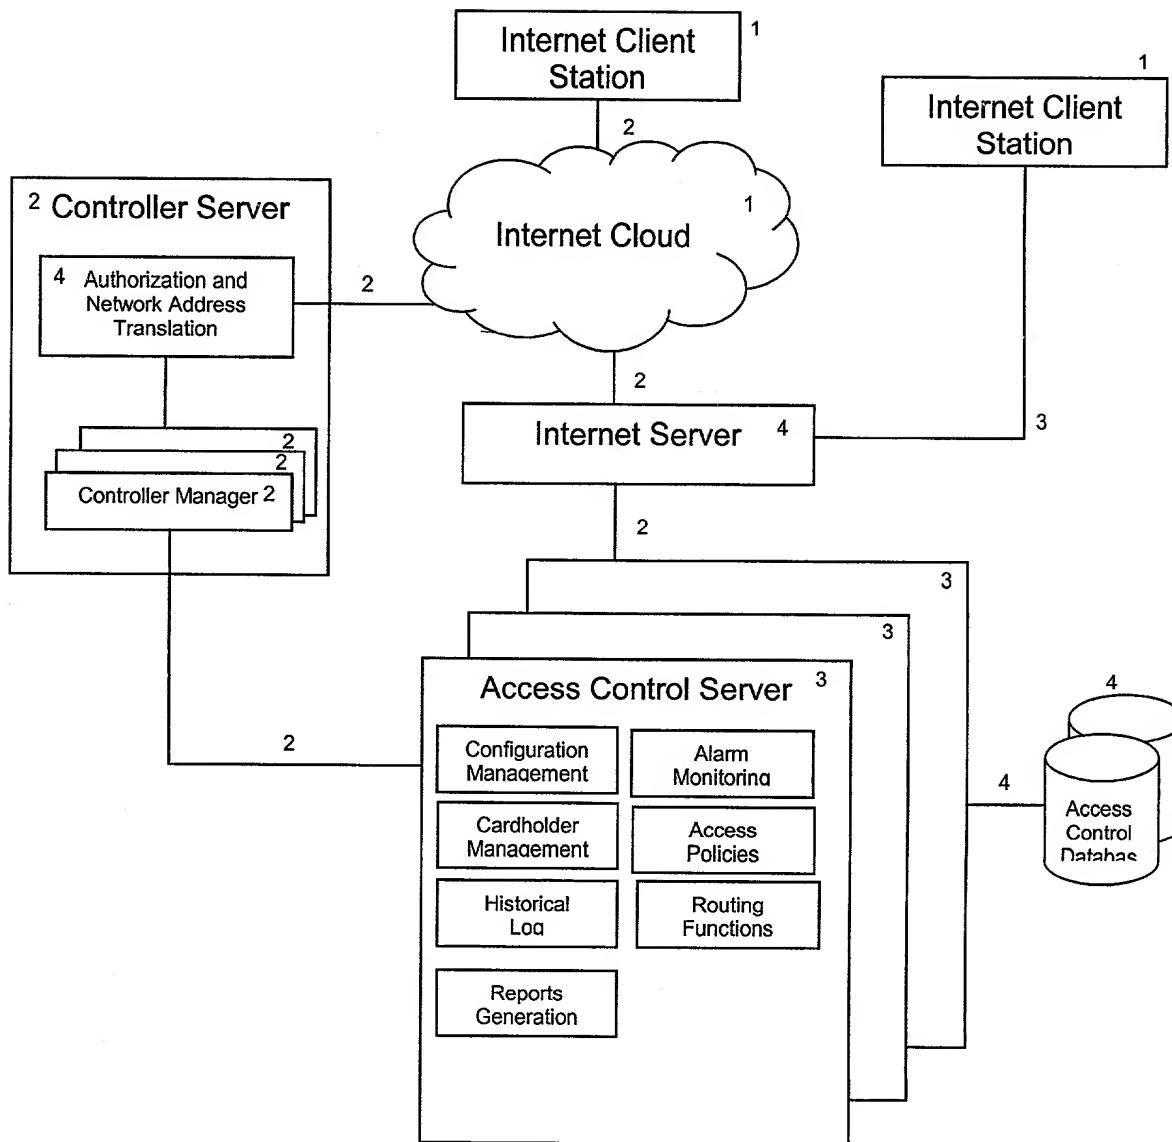 Internet Client
Station
1
Internet Client
Station
1
2
Internet Cloud
1
2 Controller Server
4 Authorization and
Network Address
Translation
2
2
Internet Server 4
3
2
2
2
Controller Manager 2
2
3
3
Access Control Server 3
Configuration
Management
Alarm
Monitoring
Cardholder
Management
Access
Policies
Historical
Log
Routing
Functions
Reports
Generation
4
4
Access
Control
Databas